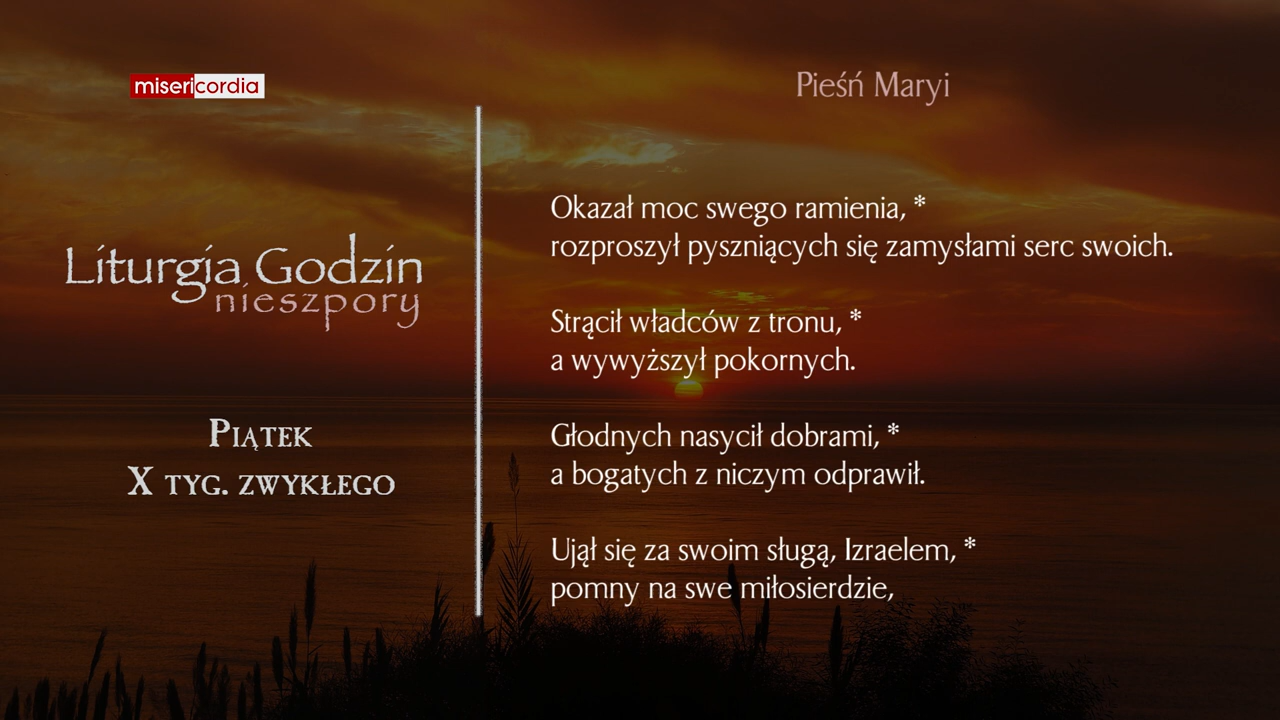 misericordia
Pieśń Maryi
Liturgia Godzin
nieszpory
Piątek
X tyg. zwykłego
Okazał moc swego ramienia, *
rozproszył pyszniących się zamysłami serc swoich.
Strącił władców z tronu, *
a wywyższył pokornych.
Głodnych nasycił dobrami, *
a bogatych z niczym odprawił.
Ujął się za swoim sługą, Izraelem, *
pomny na swe miłosierdzie,